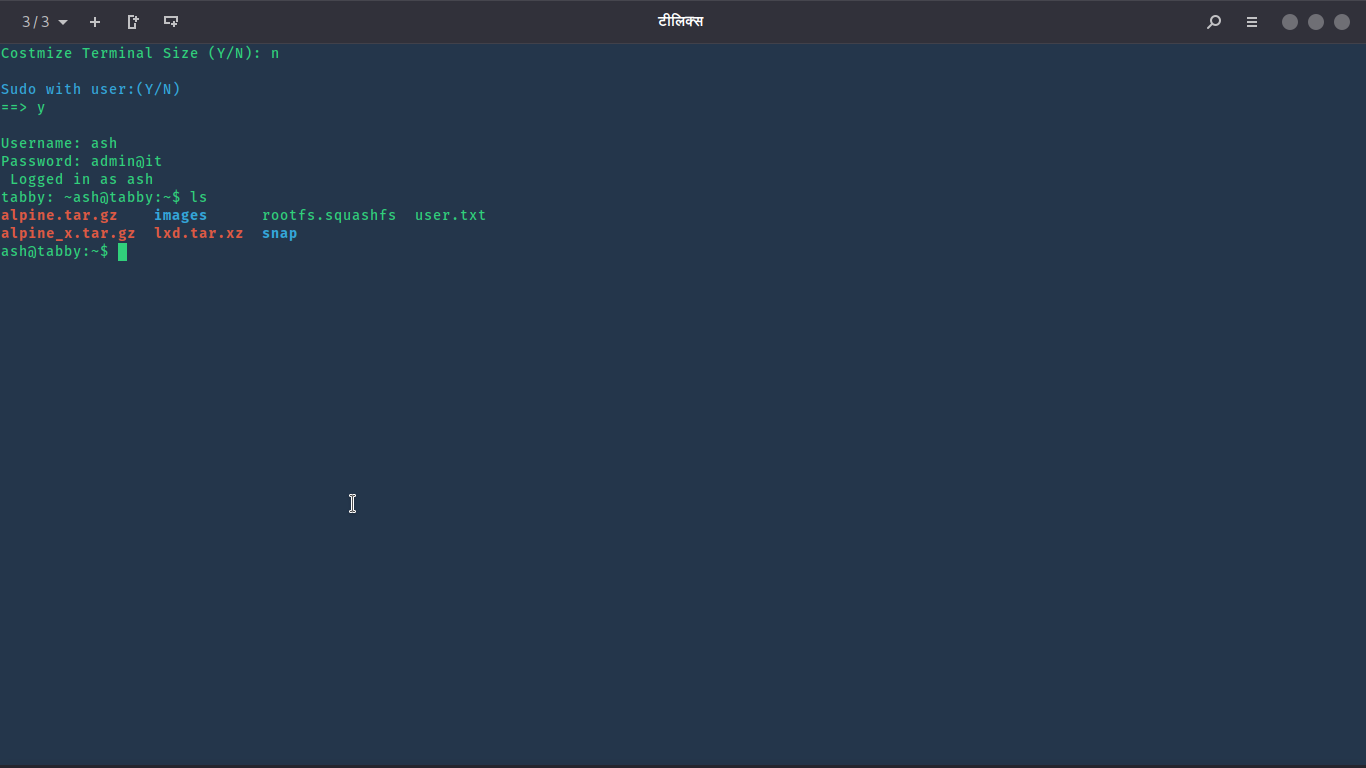 3 / 3 टीलिक्स
Costmize Terminal Size (Y/N): n
Sudo with user:(Y/N)
==> y
Username: ash
Password: admin@it
Logged in as ash
tabby: ~ash@tabby:~$ ls
alpine.tar.gz images rootfs.squashfs user.txt
alpine_x.tar.gz lxd.tar.xz snap
ash@tabby:~$